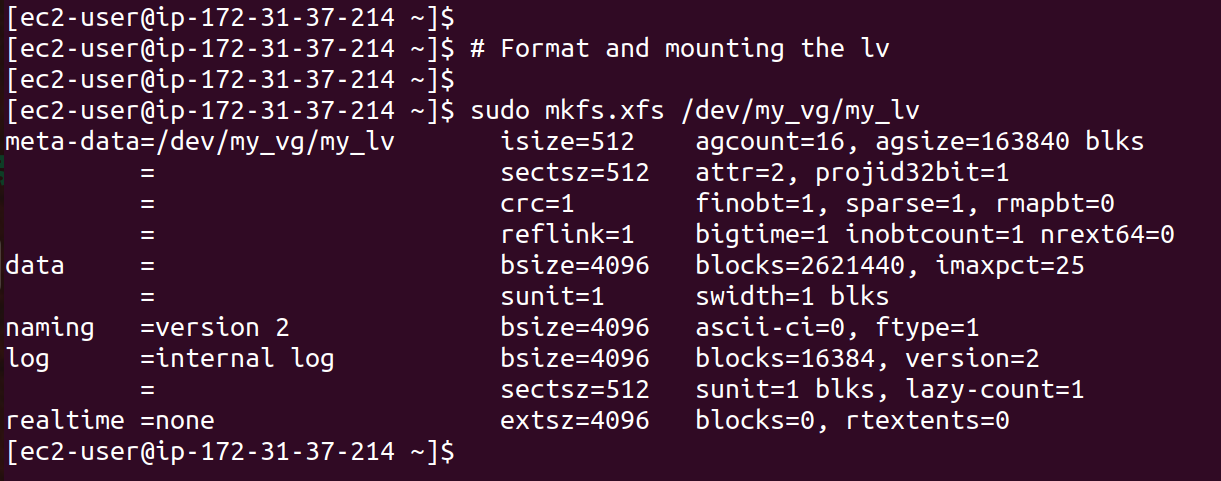 [ec2-user@ip-172-31-37-214 ~]$
[ec2-user@ip-172-31-37-214 ~]$ # Format and mounting the lv
[ec2-user@ip-172-31-37-214 ~]$
[ec2-user@ip-172-31-37-214 ~]$ sudo mkfs.xfs /dev/my_vg/my_lv
meta-data=/dev/my_vg/my_lv       isize=512    agcount=16, agsize=163840 blks
         =                       sectsz=512   attr=2, projid32bit=1
         =                       crc=1        finobt=1, sparse=1, rmapbt=0
         =                       reflink=1    bigtime=1 inobtcount=1 nrext64=0
data     =                       bsize=4096   blocks=2621440, imaxpct=25
         =                       sunit=1      swidth=1 blks
naming   =version 2              bsize=4096   ascii-ci=0, ftype=1
log      =internal log           bsize=4096   blocks=16384, version=2
         =                       sectsz=512   sunit=1 blks, lazy-count=1
realtime =none                   extsz=4096   blocks=0, rtextents=0
[ec2-user@ip-172-31-37-214 ~]$